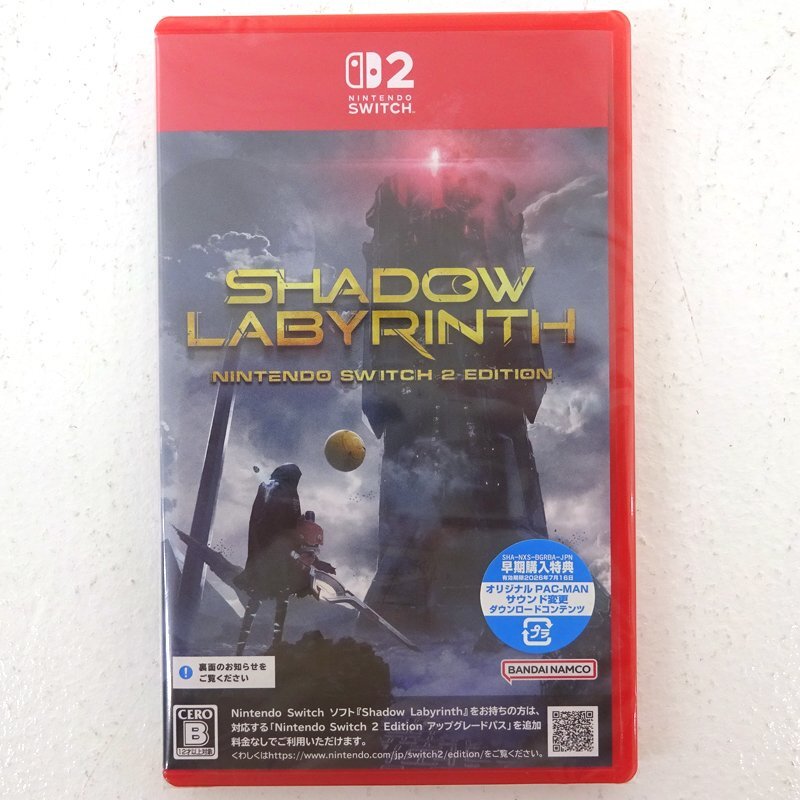 2
NINTENDO
SWITCH™
SHADOW
LABYRINTH
NINTENDO SWITCH 2 EDITION
SHA-NXS-BGRBA-JPN
早期購入特典
有効期限2026年7月16日
オリジナル PAC-MAN
サウンド変更
ダウンロードコンテンツ
プラ
BANDAI NAMCO
! 裏面のお知らせを
ご覧ください
CERO
B
12才以上対象
Nintendo Switch ソフト『Shadow Labyrinth』をお持ちの方は、
対応する「Nintendo Switch 2 Edition アップグレードパス」を追加
料金なしでご利用いただけます。
くわしくはhttps://www.nintendo.com/jp/switch2/edition/をご覧ください。